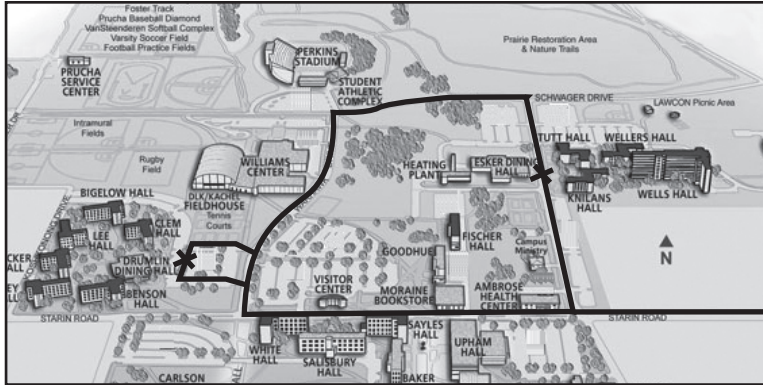 Foster Track
Prucha Baseball Diamond
VanSteenderen Softball Complex
Varsity Soccer Field
Football Practice Fields
PRUCHA
SERVICE
CENTER
PERKINS
STADIUM
STUDENT
ATHLETIC
COMPLEX
Prairie Restoration Area
& Nature Trails
SCHWAGER DRIVE
LAWCON Picnic Area
Intramural
Fields
Rugby
Field
WILLIAMS
CENTER
HEATING
PLANT
ESKER DINING
HALL
TUTT HALL
WELLERS HALL
KNILANS
HALL
WELLS HALL
DLK/KACHEL
FIELDHOUSE
Tennis
Courts
BIGELOW HALL
CLEM
HALL
LEE
HALL
DRUMLIN
DINING HALL
BENSON
HALL
CKER
ALL
EY
LL
FISCHER
HALL
GOODHUE
Campus
Ministry
VISITOR
CENTER
MORAINE
BOOKSTORE
AMBROSE
HEALTH
CENTER
N
STARIN ROAD
STARIN ROAD
WHITE
HALL
SALISBURY
HALL
SAYLES
HALL
UPHAM
HALL
CARLSON
BAKER